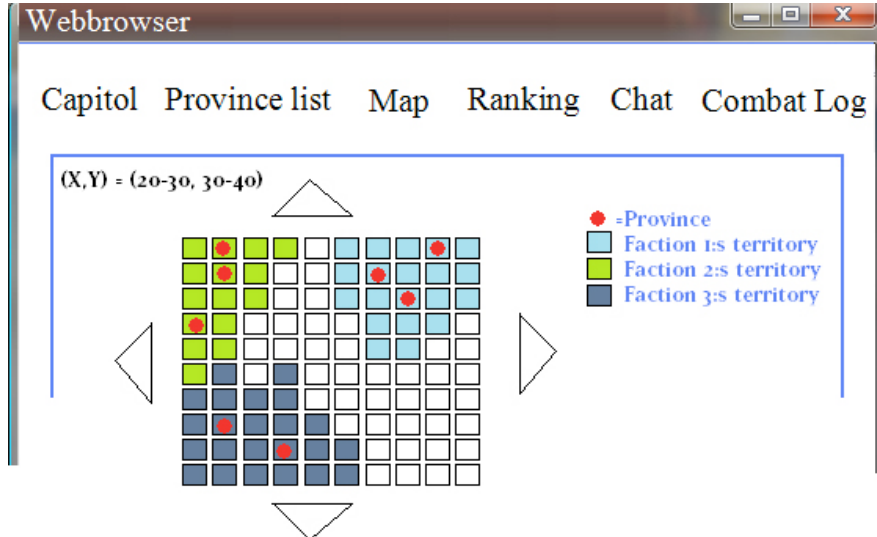 Webbrowser
Capitol Province list Map Ranking Chat Combat Log
(X,Y) = (20-30, 30-40)
=Province
Faction 1:s territory
Faction 2:s territory
Faction 3:s territory